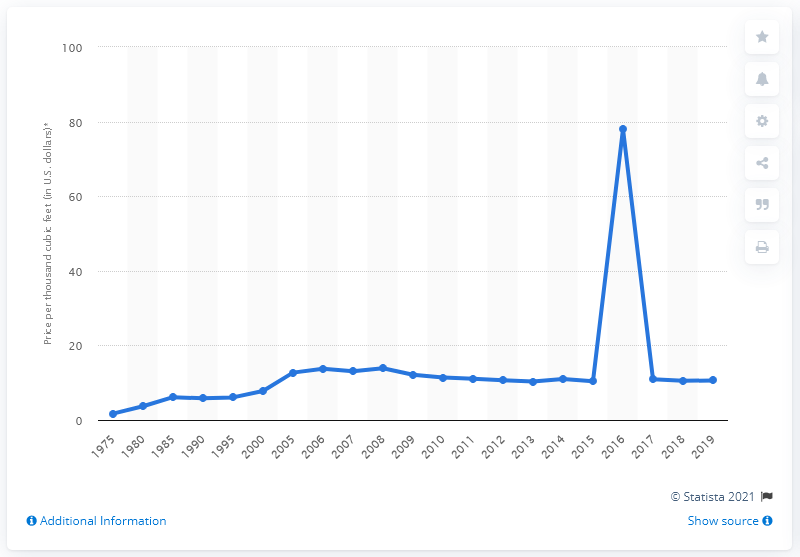 100
80
60
40
20
0
Price per thousand cubic feet (in U.S. dollars)*
1975 1980 1985 1990 1995 2000 2005 2006 2007 2008 2009 2010 2011 2012 2013 2014 2015 2016 2017 2018 2019
© Statista 2021
Additional Information
Show source